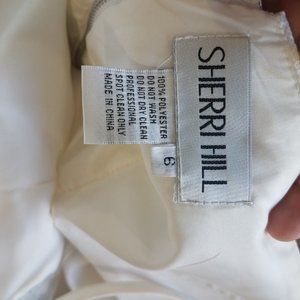 SHERRI HILL
6
100% POLYESTER
DO NOT WASH
DO NOT DRY CLEAN
PROFESSIONAL
SPOT CLEAN ONLY
MADE IN CHINA